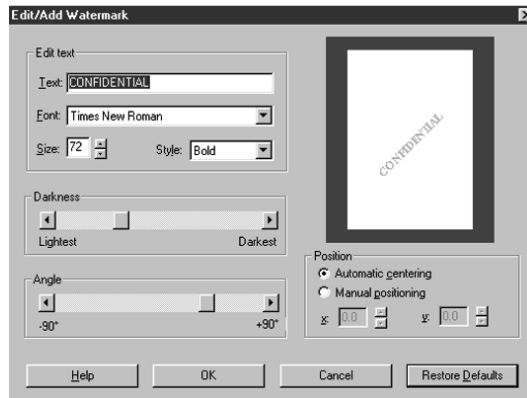 Edit/Add Watermark
Edit text
Text: CONFIDENTIAL
Font: Times New Roman
Size: 72 Style: Bold
CONFIDENTIAL
Darkness
Lightest Darkest
Angle
-90° +90°
Position
Automatic centering
Manual positioning
x: 0.0 y: 0.0
Help OK Cancel Restore Defaults